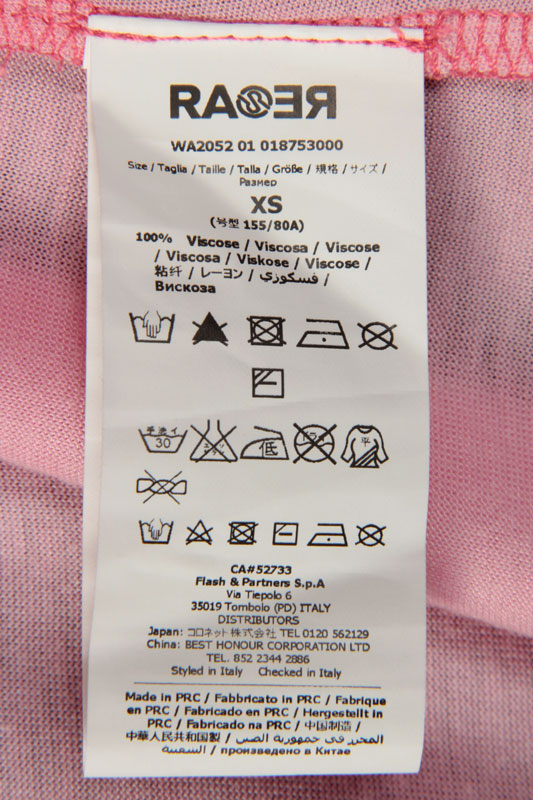 RACER
WA2052 01 018753000
Size / Taglia / Taille / Talla / Größe / 規格 / サイズ /
Размер
XS
(号型 155/80A)
100% Viscose / Viscosa / Viscose
/ Viscosa / Viskose / Viscose /
粘纤 / レーヨン / فسكوزي /
Вискоза
手洗イ
30
低
平
CA#52733
Flash & Partners S.p.A
Via Tiepolo 6
35019 Tombolo (PD) ITALY
DISTRIBUTORS
Japan: コロネット株式会社 TEL 0120 562129
China: BEST HONOUR CORPORATION LTD
TEL. 852 2344 2886
Styled in Italy Checked in Italy
Made in PRC / Fabbricato in PRC / Fabrique
en PRC / Fabricado en PRC / Hergestellt in
PRC / Fabricado na PRC / 中国制造 /
中華人民共和国製 / في جمهورية الصين
الشعبية / произведено в Китае